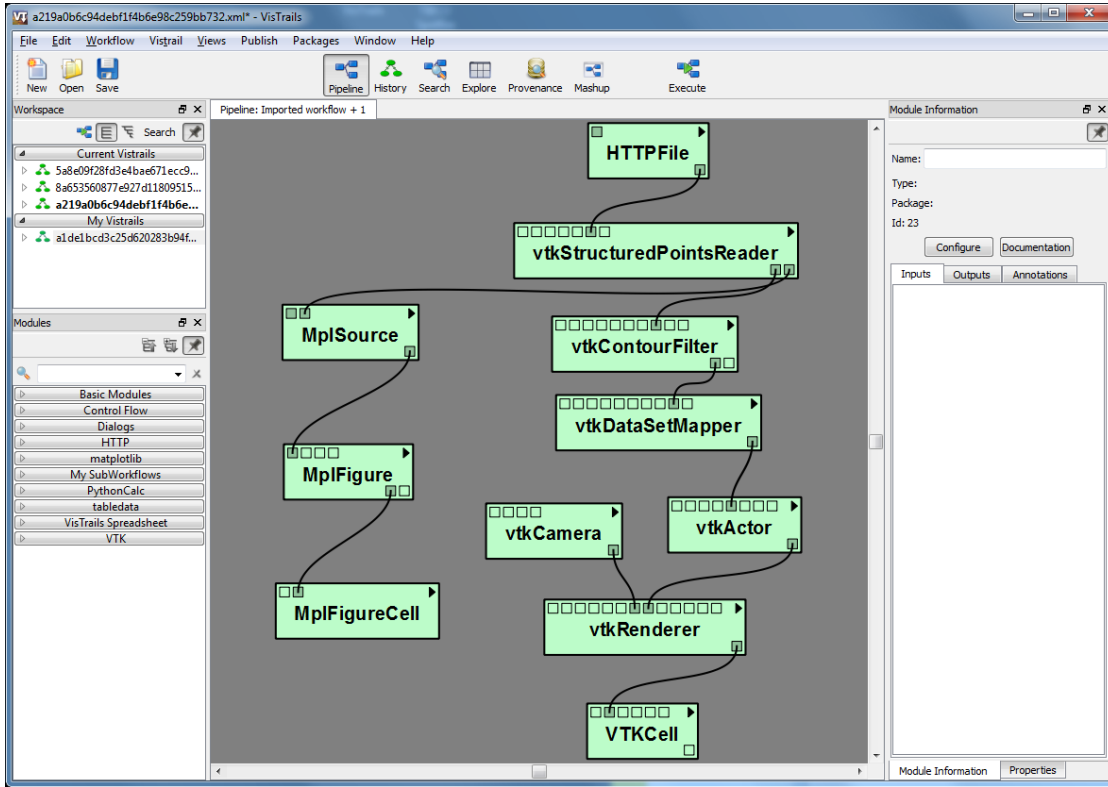 a219a0b6c94debf1f4b6e98c259bb732.xml* - VisTrails
File Edit Workflow Vistrail Views Publish Packages Window Help
New Open Save Pipeline History Search Explore Provenance Mashup Execute
Workspace
Search
Current Vistrails
5a8e09f28fd3e4bae671ecc9...
8a653560877e927d11809515...
a219a0b6c94debf1f4b6e...
My Vistrails
a1de1bcd3c25d620283b94f...
Modules
Basic Modules
Control Flow
Dialogs
HTTP
matplotlib
My SubWorkflows
PythonCalc
tabledata
VisTrails Spreadsheet
VTK
Pipeline: Imported workflow + 1
HTTPFile
vtkStructuredPointsReader
MplSource
vtkContourFilter
vtkDataSetMapper
MplFigure
vtkCamera
vtkActor
MplFigureCell
vtkRenderer
VTKCell
Module Information
Name:
Type:
Package:
Id: 23
Configure Documentation
Inputs Outputs Annotations
Module Information Properties